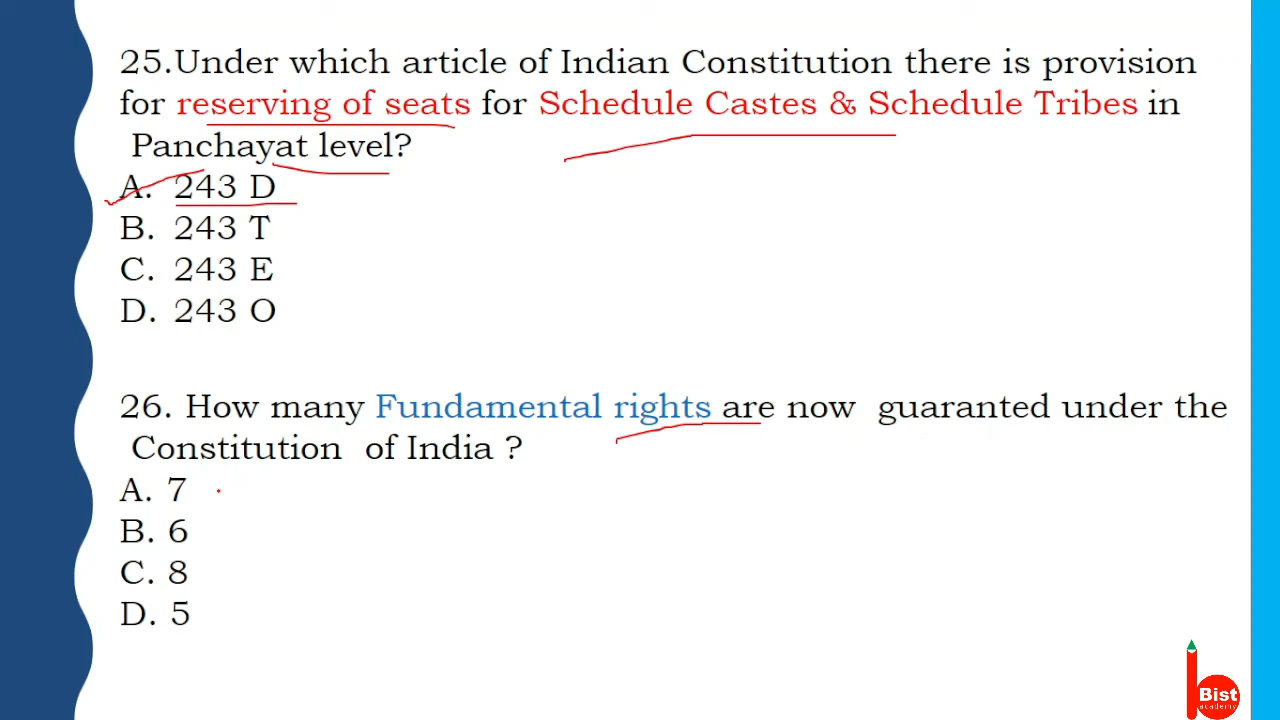 25.Under which article of Indian Constitution there is provision
for reserving of seats for Schedule Castes & Schedule Tribes in
Panchayat level?
A. 243 D
B. 243 T
C. 243 E
D. 243 O
26. How many Fundamental rights are now guaranted under the
Constitution of India ?
A. 7
B. 6
C. 8
D. 5
Bist
academy